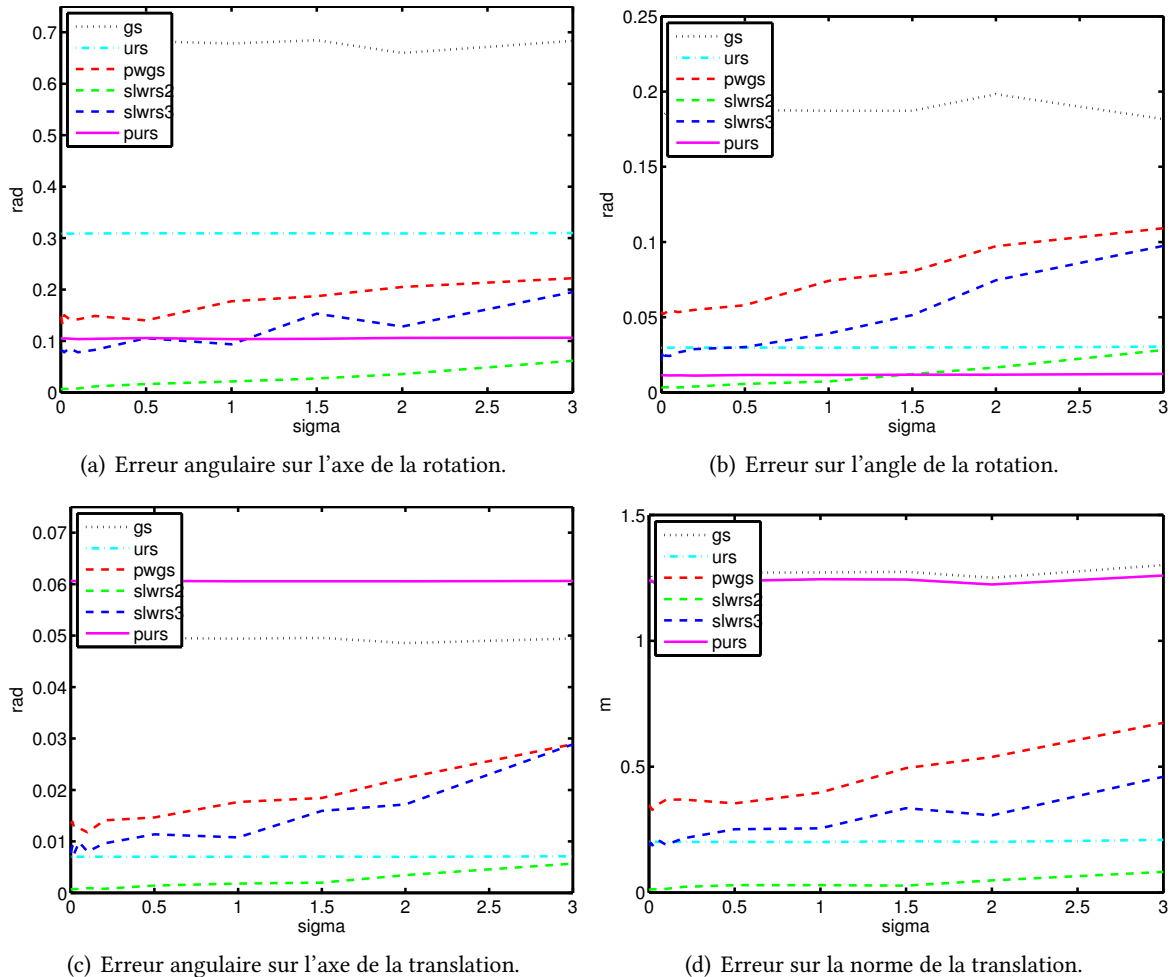 0.7
0.6
0.5
0.4
0.3
0.2
0.1
0
rad
gs
urs
pwgs
slwrs2
slwrs3
purs
0 0.5 1 1.5 2 2.5 3
sigma
(a) Erreur angulaire sur l'axe de la rotation.
0.25
0.2
0.15
0.1
0.05
0
rad
gs
urs
pwgs
slwrs2
slwrs3
purs
0 0.5 1 1.5 2 2.5 3
sigma
(b) Erreur sur l'angle de la rotation.
0.07
0.06
0.05
0.04
0.03
0.02
0.01
0
rad
gs
urs
pwgs
slwrs2
slwrs3
purs
0 0.5 1 1.5 2 2.5 3
sigma
(c) Erreur angulaire sur l'axe de la translation.
1.5
1
0.5
0
m
gs
urs
pwgs
slwrs2
slwrs3
purs
0 0.5 1 1.5 2 2.5 3
sigma
(d) Erreur sur la norme de la translation.